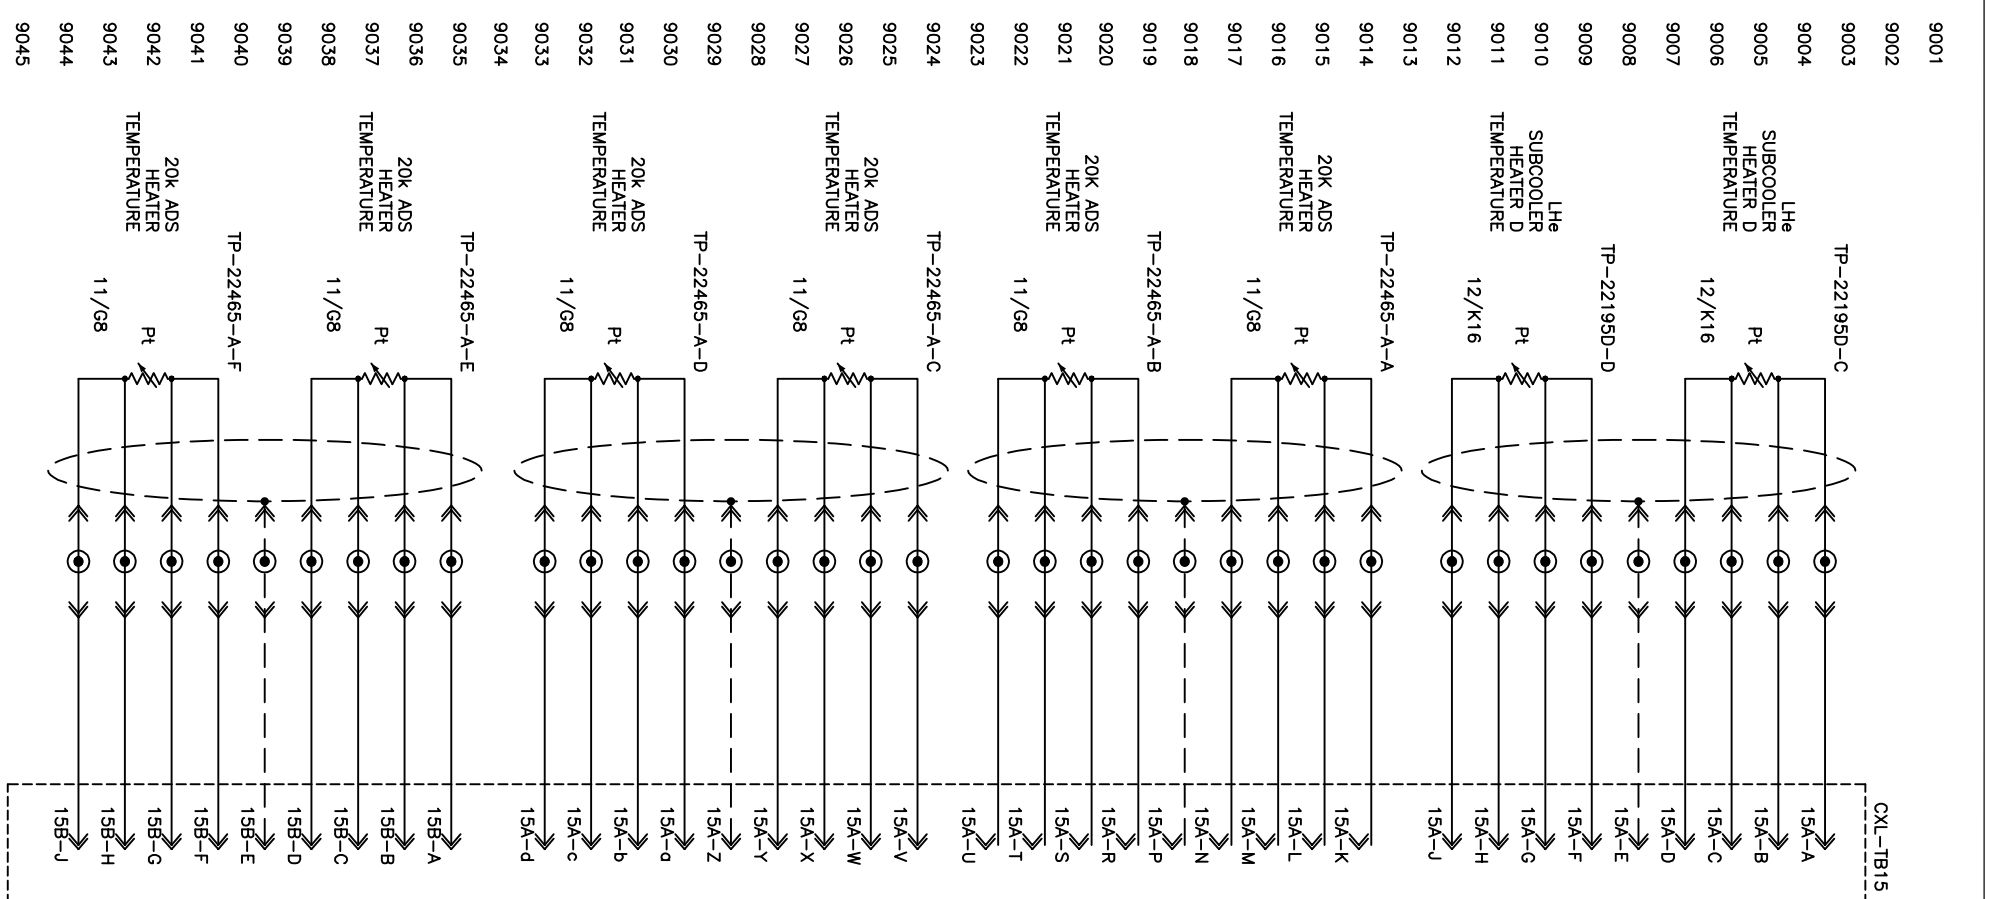 9001
9002
9003
9004
9005
9006
9007
9008
9009
9010
9011
9012
9013
9014
9015
9016
9017
9018
9019
9020
9021
9022
9023
9024
9025
9026
9027
9028
9029
9030
9031
9032
9033
9034
9035
9036
9037
9038
9039
9040
9041
9042
9043
9044
9045
TP-22195D-C
LHe
SUBCOOLER
HEATER D
TEMPERATURE
Pt
12/K16
TP-22195D-D
LHe
SUBCOOLER
HEATER D
TEMPERATURE
Pt
12/K16
TP-22465-A-A
20K ADS
HEATER
TEMPERATURE
Pt
11/G8
TP-22465-A-B
20K ADS
HEATER
TEMPERATURE
Pt
11/G8
TP-22465-A-C
20k ADS
HEATER
TEMPERATURE
Pt
11/G8
TP-22465-A-D
20k ADS
HEATER
TEMPERATURE
Pt
11/G8
TP-22465-A-E
20k ADS
HEATER
TEMPERATURE
Pt
11/G8
TP-22465-A-F
20k ADS
HEATER
TEMPERATURE
Pt
11/G8
CXL-TB15
15A-A
15A-B
15A-C
15A-D
15A-E
15A-F
15A-G
15A-H
15A-J
15A-K
15A-L
15A-M
15A-N
15A-P
15A-R
15A-S
15A-T
15A-U
15A-V
15A-W
15A-X
15A-Y
15A-Z
15A-a
15A-b
15A-c
15A-d
15B-A
15B-B
15B-C
15B-D
15B-E
15B-F
15B-G
15B-H
15B-J